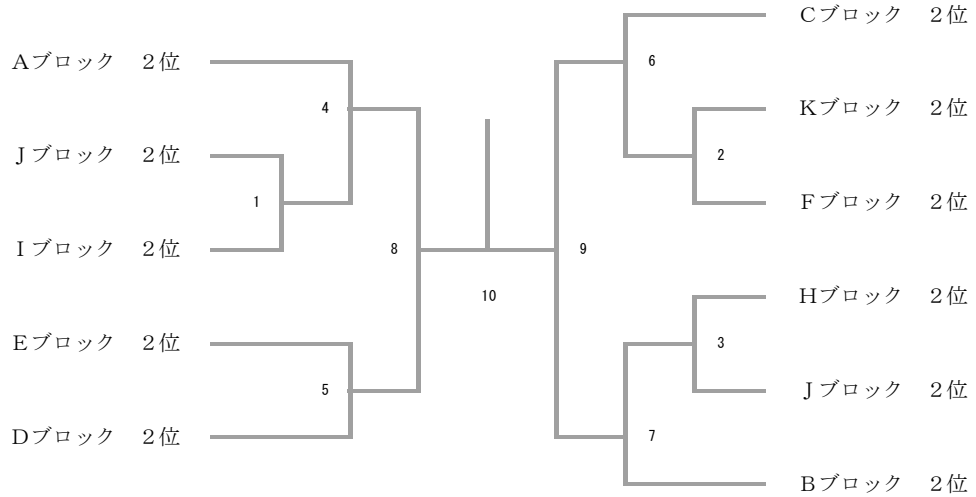 Cブロック　２位
Aブロック　２位
6
4
Kブロック　２位
Jブロック　２位
2
1
Fブロック　２位
Iブロック　２位
8
9
10
Hブロック　２位
Eブロック　２位
3
5
Jブロック　２位
Dブロック　２位
7
Bブロック　２位